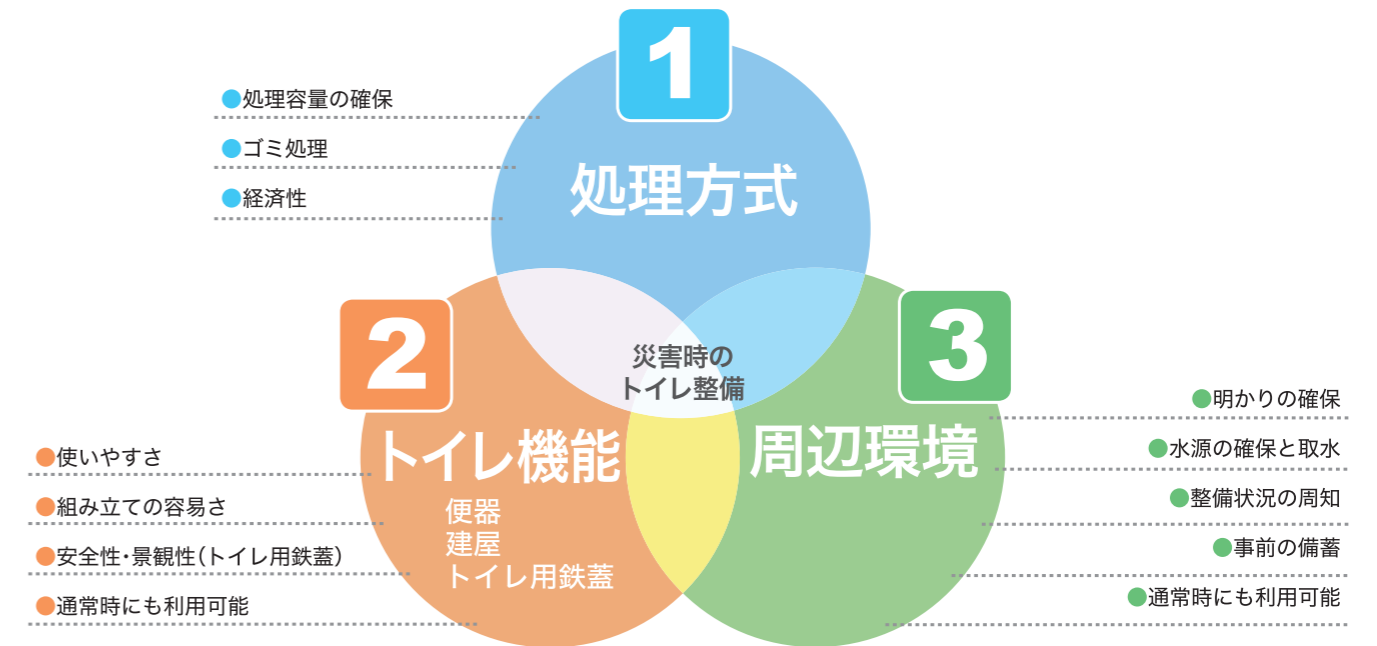 1
処理方式
●処理容量の確保
●ゴミ処理
●経済性
災害時の
トイレ整備
2
トイレ機能
便器
建屋
トイレ用鉄蓋
●使いやすさ
●組み立ての容易さ
●安全性・景観性（トイレ用鉄蓋）
●通常時にも利用可能
3
周辺環境
●明かりの確保
●水源の確保と取水
●整備状況の周知
●事前の備蓄
●通常時にも利用可能